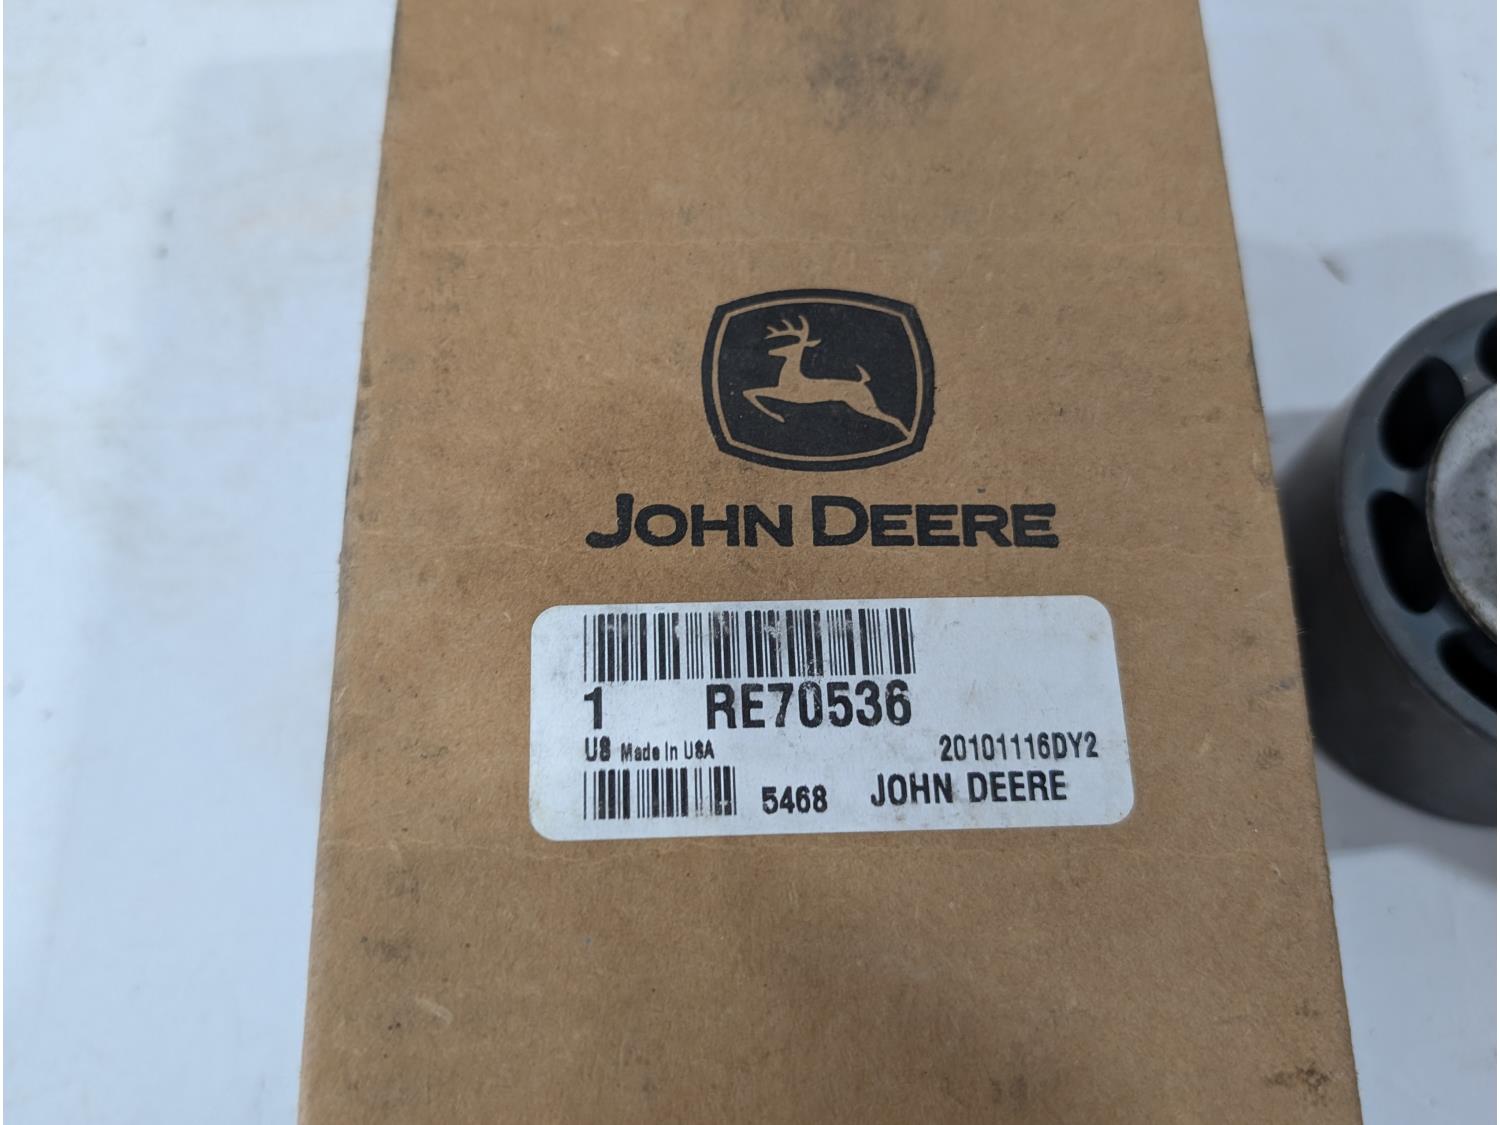 JOHN DEERE
1 RE70536
US Made In USA 20101116DY2
5468 JOHN DEERE